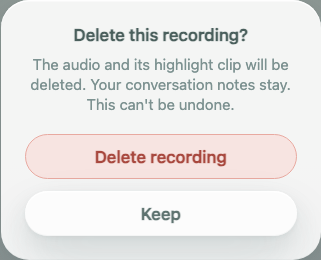 Delete this recording?
The audio and its highlight clip will be
deleted. Your conversation notes stay.
This can't be undone.
Delete recording
Keep